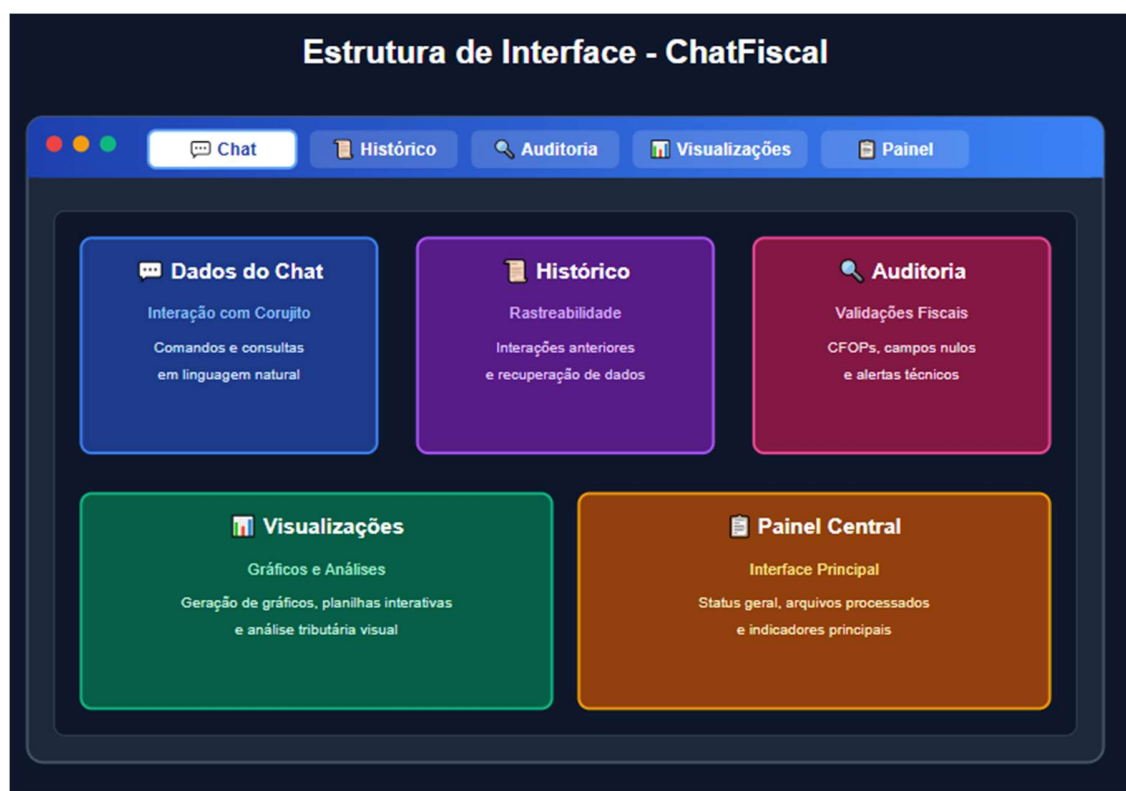 Estrutura de Interface - ChatFiscal
💬 Chat
📜 Histórico
🔍 Auditoria
📊 Visualizações
📋 Painel
💬 Dados do Chat
Interação com Corujito
Comandos e consultas
em linguagem natural
📜 Histórico
Rastreabilidade
Interações anteriores
e recuperação de dados
🔍 Auditoria
Validações Fiscais
CFOPs, campos nulos
e alertas técnicos
📊 Visualizações
Gráficos e Análises
Geração de gráficos, planilhas interativas
e análise tributária visual
📋 Painel Central
Interface Principal
Status geral, arquivos processados
e indicadores principais